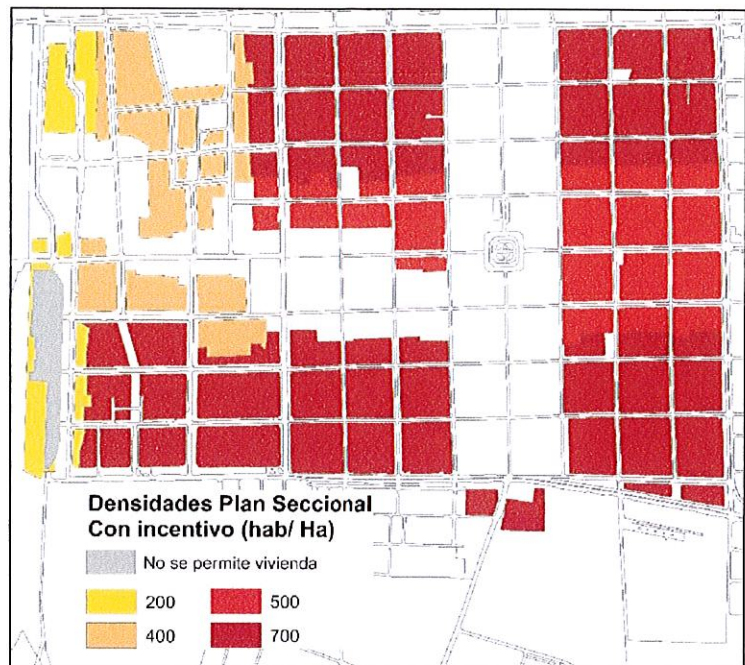 Densidades Plan Seccional
Con incentivo (hab/ Ha)
No se permite vivienda
200
500
400
700